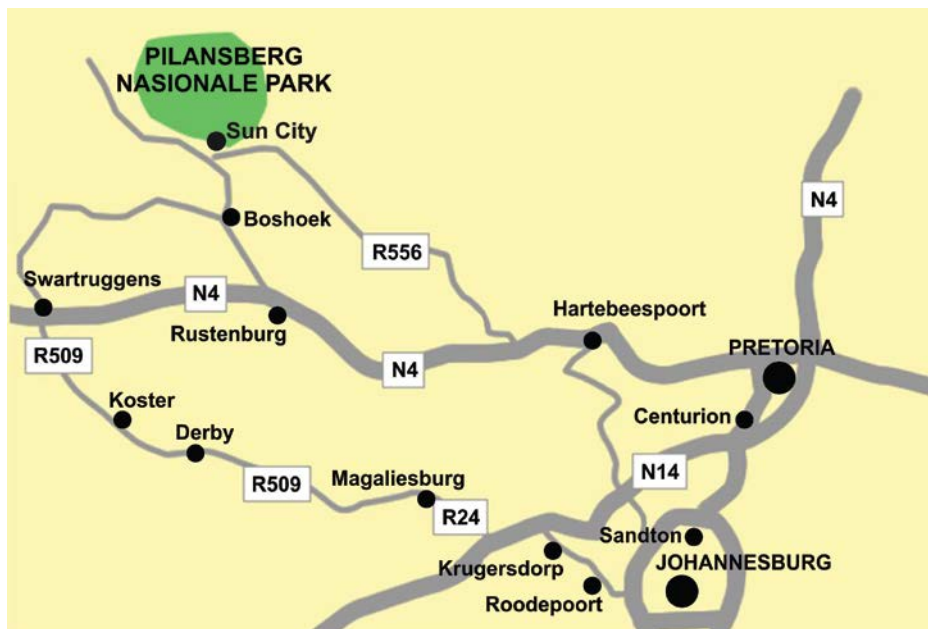 PILANSBERG
NASIONALE PARK
Sun City
N4
Boshoek
R556
Swartruggens
N4
Hartebeespoort
Rustenburg
R509
PRETORIA
N4
Koster
Centurion
Derby
N14
Magaliesburg
R509
R24
Sandton
Krugersdorp
JOHANNESBURG
Roodepoort